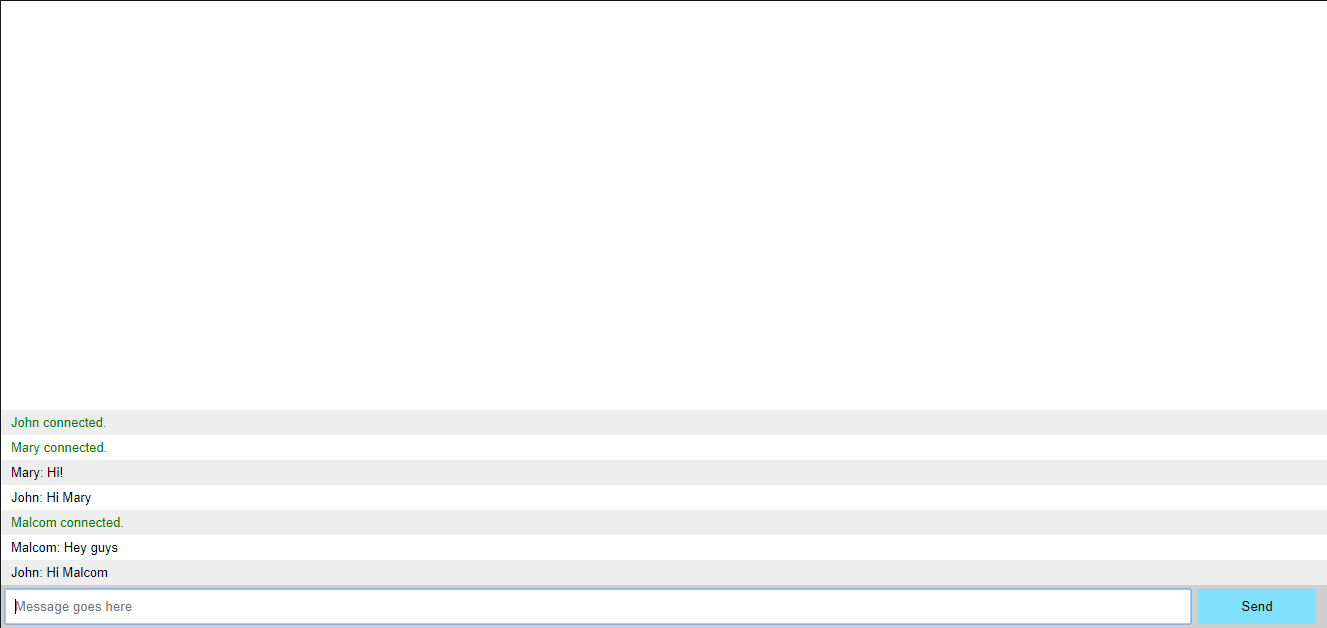 John connected.
Mary connected.
Mary: Hi!
John: Hi Mary
Malcom connected.
Malcom: Hey guys
John: Hi Malcom
Message goes here
Send